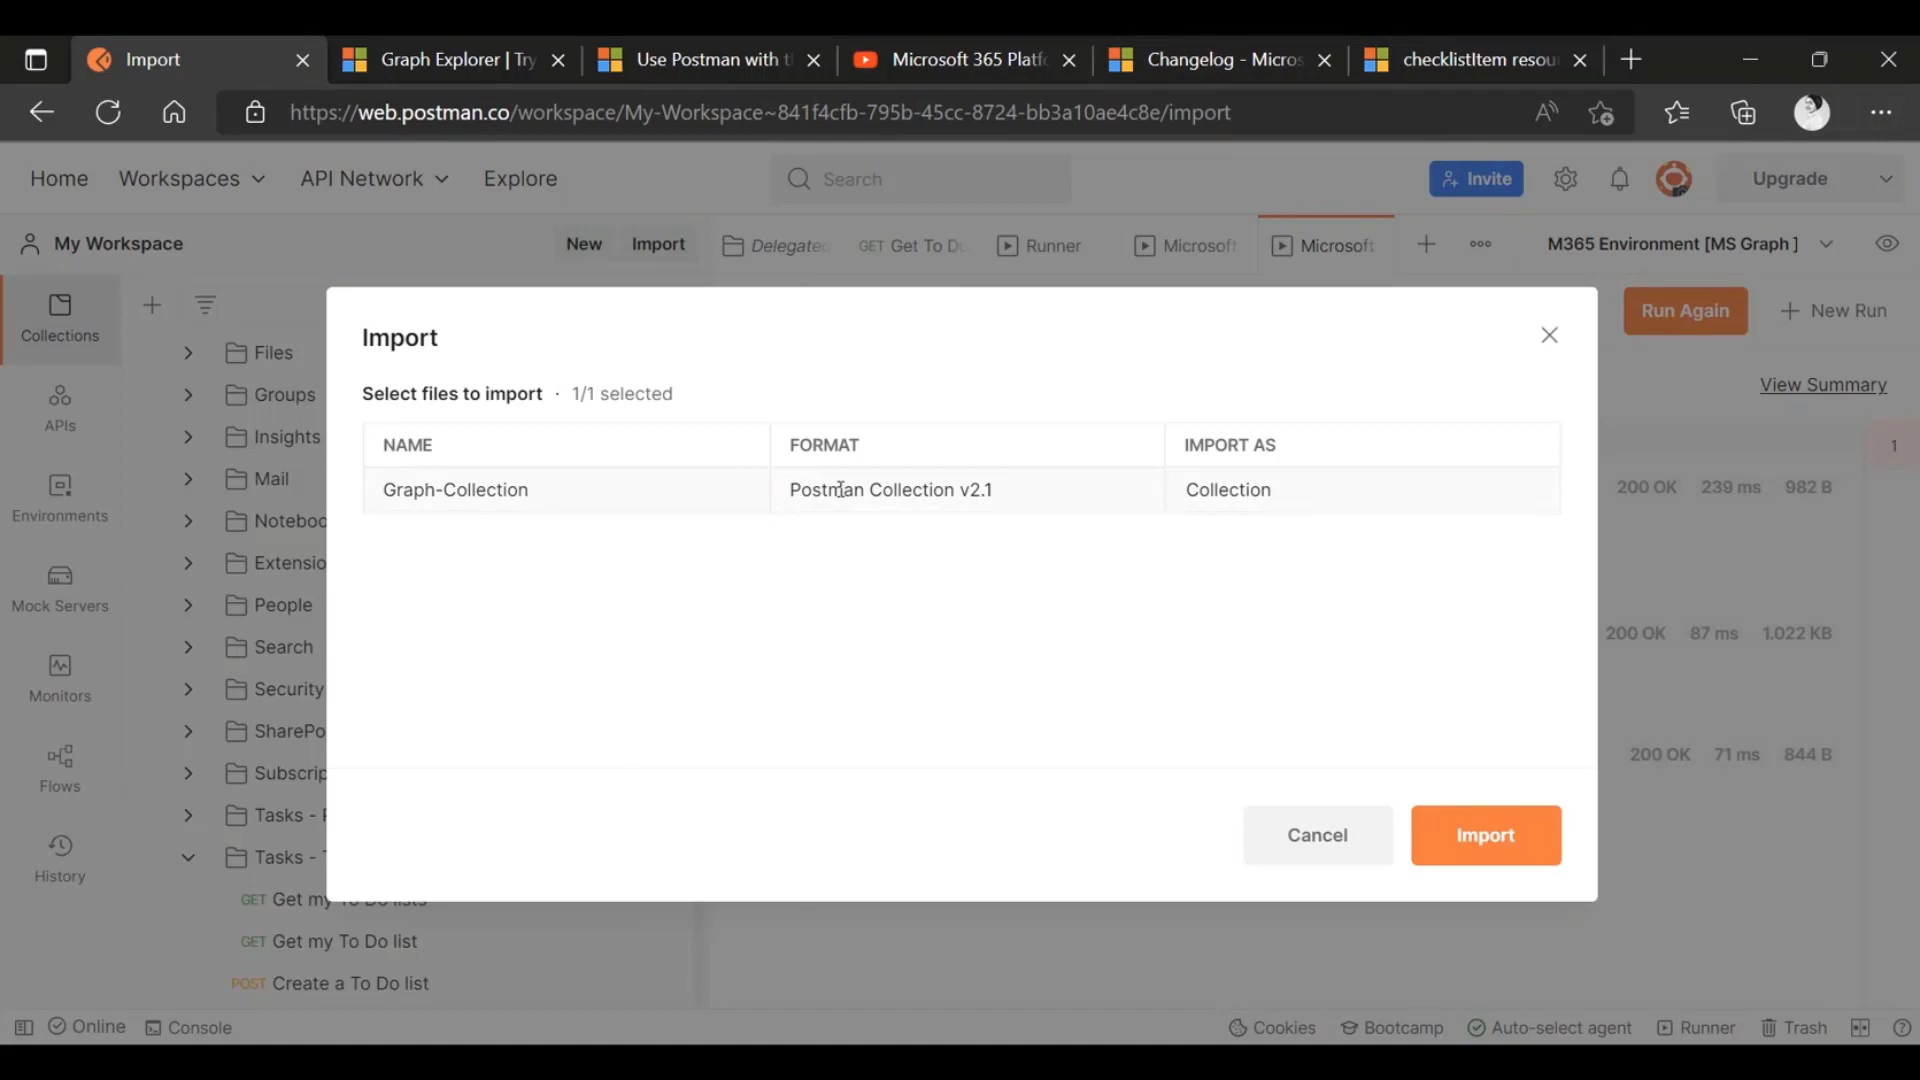 Import
Graph Explorer | Try
Use Postman with t
Microsoft 365 Platfo
Changelog - Micros
checklistItem resou
https://web.postman.co/workspace/My-Workspace~841f4cfb-795b-45cc-8724-bb3a10ae4c8e/import
Home
Workspaces
API Network
Explore
Search
Invite
Upgrade
My Workspace
New
Import
Delegated
GET Get To Do
Runner
Microsoft
Microsoft
M365 Environment [MS Graph ]
Collections
APIs
Environments
Mock Servers
Monitors
Flows
History
Files
Groups
Insights
Mail
Noteboo
Extensio
People
Search
Security
SharePo
Subscrip
Tasks -
Tasks -
GET Get my To Do lists
GET Get my To Do list
POST Create a To Do list
Run Again
New Run
View Summary
1
200 OK 239 ms 982 B
200 OK 87 ms 1.022 KB
200 OK 71 ms 844 B
Import
Select files to import · 1/1 selected
NAME FORMAT IMPORT AS
Graph-Collection Postman Collection v2.1 Collection
Cancel
Import
Online
Console
Cookies
Bootcamp
Auto-select agent
Runner
Trash